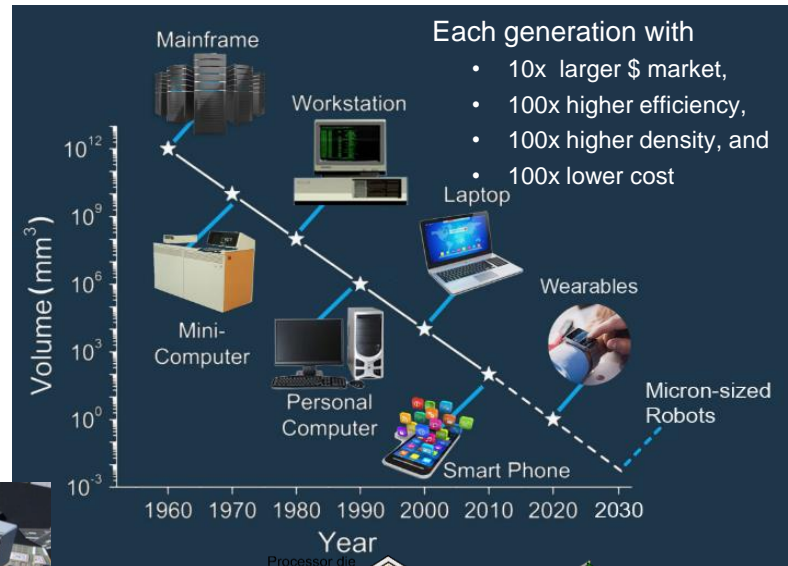 Each generation with
• 10x larger $ market,
• 100x higher efficiency,
• 100x higher density, and
• 100x lower cost
Mainframe
Workstation
Laptop
Wearables
Micron-sized
Robots
Mini-
Computer
Personal
Computer
Smart Phone
Volume (mm³)
10¹²
10⁹
10⁶
10³
10⁰
10⁻³
1960 1970 1980 1990 2000 2010 2020 2030
Year
Processor die